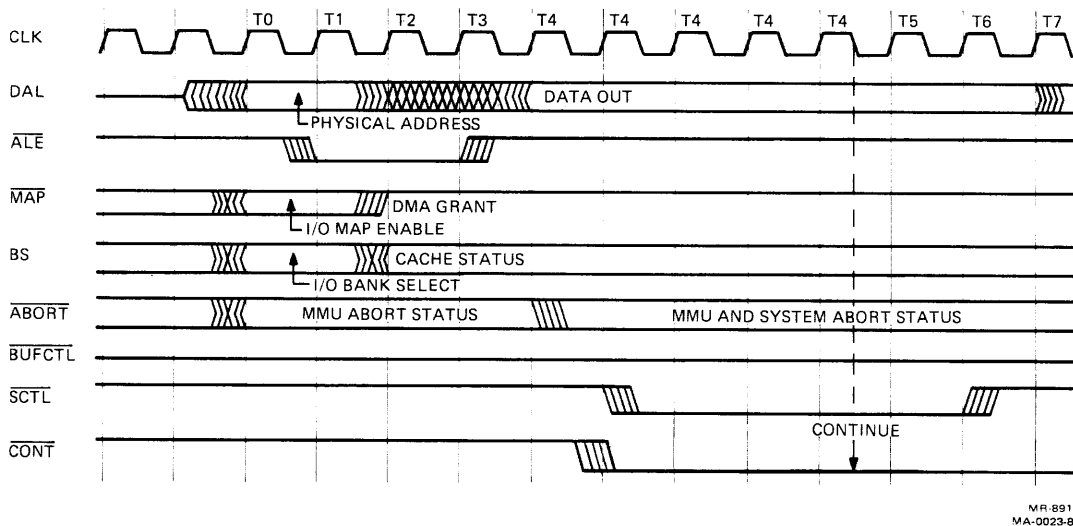 T0 T1 T2 T3 T4 T4 T4 T4 T4 T5 T6 T7
CLK
DAL
DATA OUT
PHYSICAL ADDRESS
ALE
MAP
DMA GRANT
I/O MAP ENABLE
BS
CACHE STATUS
I/O BANK SELECT
ABORT
MMU ABORT STATUS
MMU AND SYSTEM ABORT STATUS
BUFCTL
SCTL
CONTINUE
CONT
MR-891
MA-0023-8